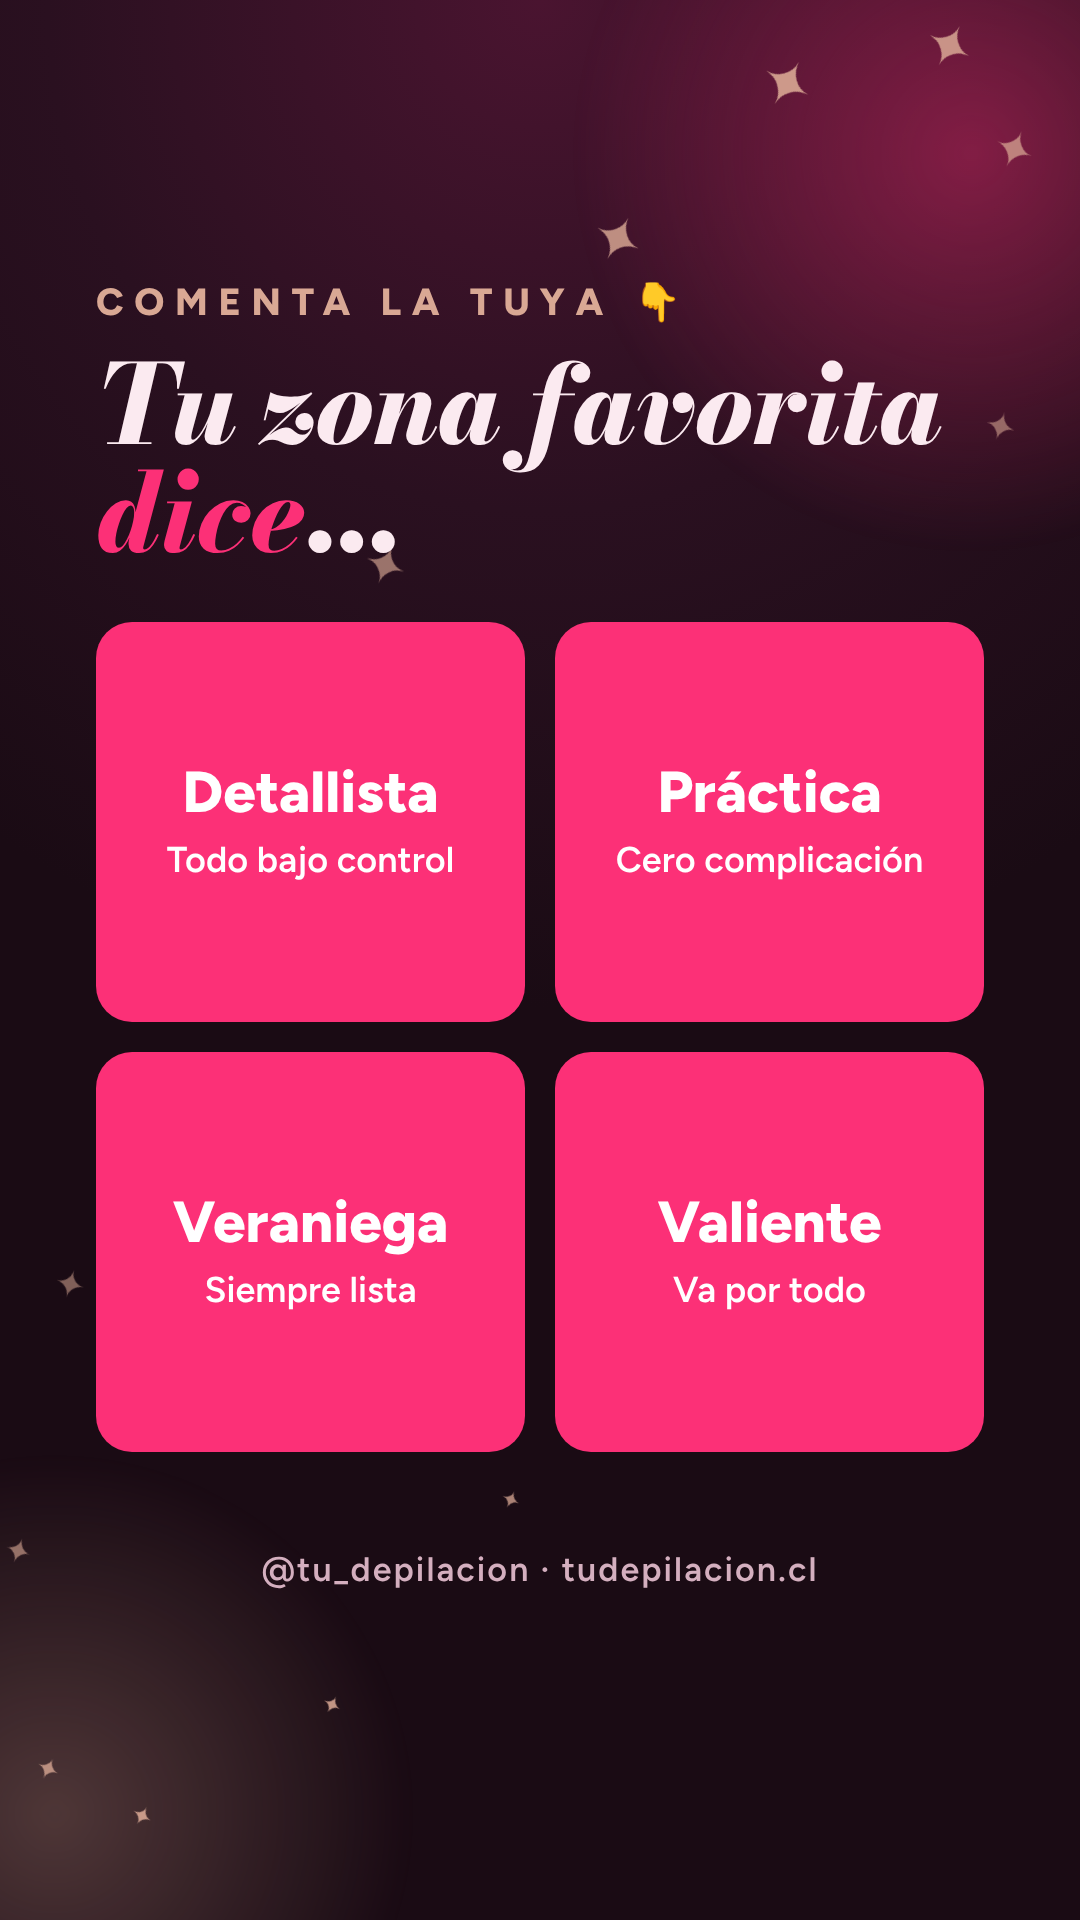 COMENTA LA TUYA 👇
Tu zona favorita
dice...
Detallista
Todo bajo control
Práctica
Cero complicación
Veraniega
Siempre lista
Valiente
Va por todo
@tu_depilacion · tudepilacion.cl